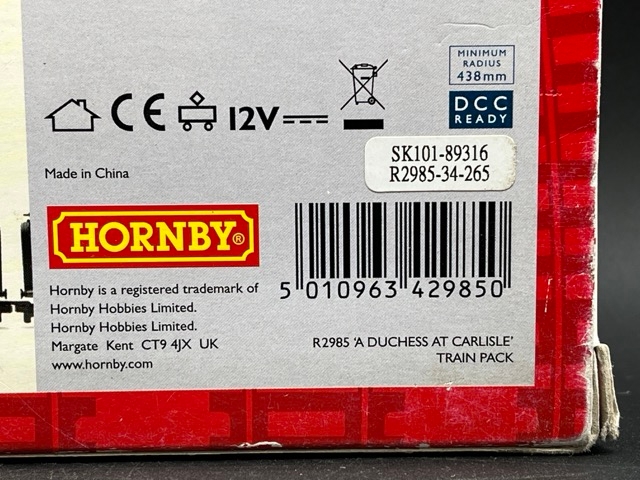 MINIMUM
RADIUS
438mm
CE
12V
DCC
READY
SK101-89316
R2985-34-265
Made in China
HORNBY®
Hornby is a registered trademark of
Hornby Hobbies Limited.
Hornby Hobbies Limited.
Margate Kent CT9 4JX UK
www.hornby.com
5 010963 429850
R2985 'A DUCHESS AT CARLISLE'
TRAIN PACK